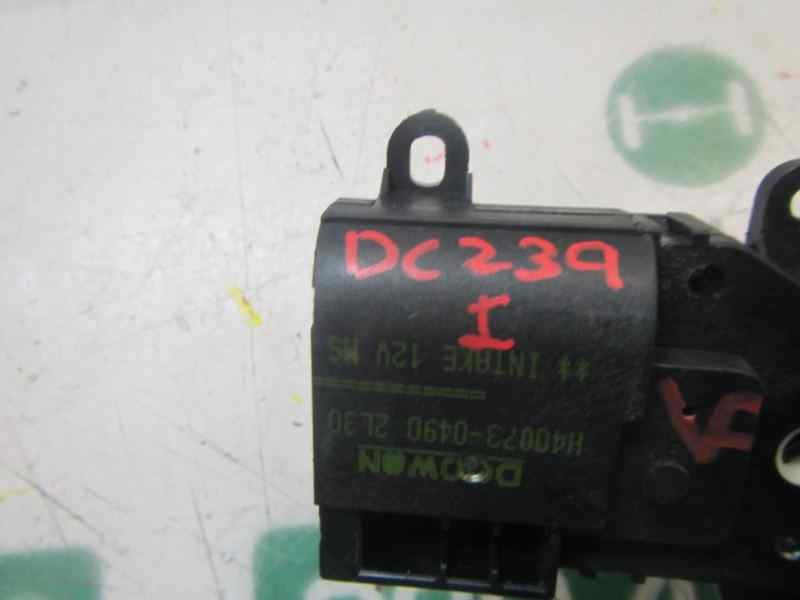 DC239
I
DOOWON
H40073-0490 2L30
==================
** INTAKE 12V MS